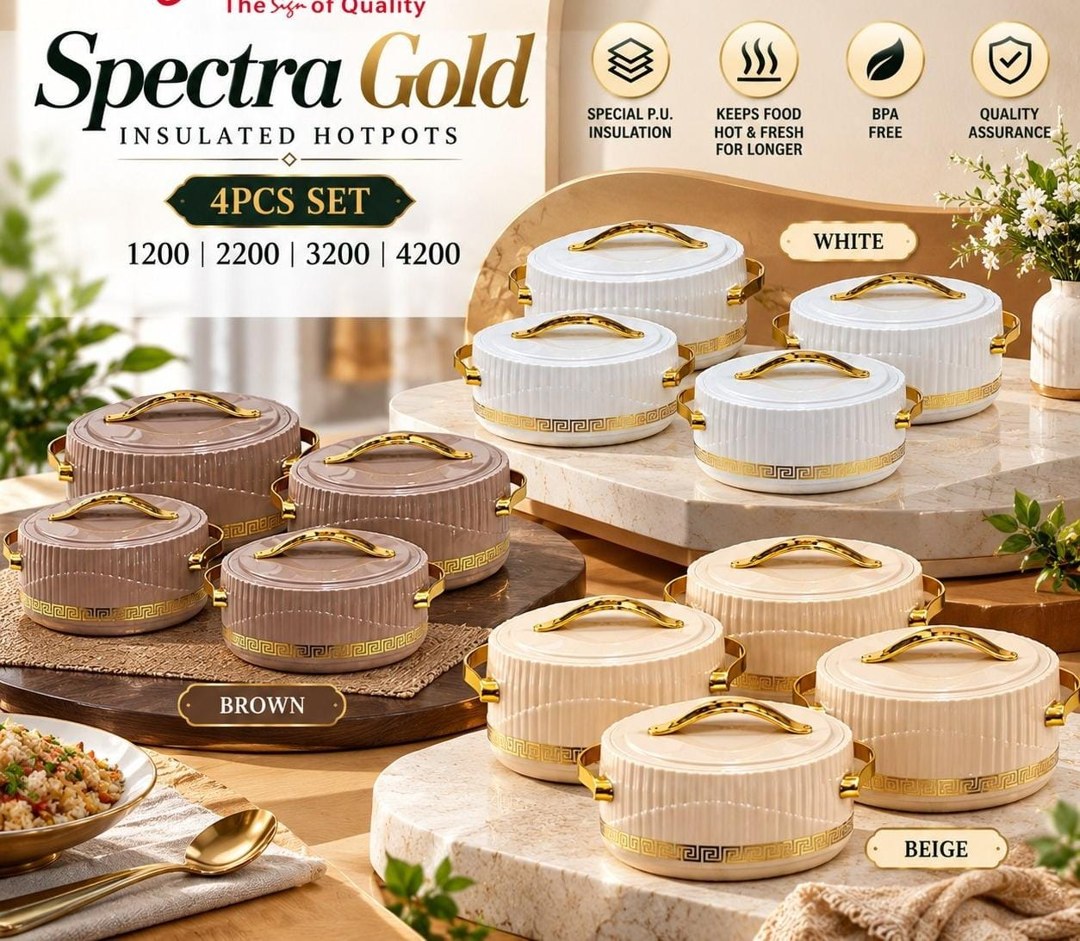 The Sign of Quality
Spectra Gold
INSULATED HOTPOTS
4PCS SET
1200 | 2200 | 3200 | 4200
SPECIAL P.U.
INSULATION
KEEPS FOOD
HOT & FRESH
FOR LONGER
BPA
FREE
QUALITY
ASSURANCE
WHITE
BROWN
BEIGE